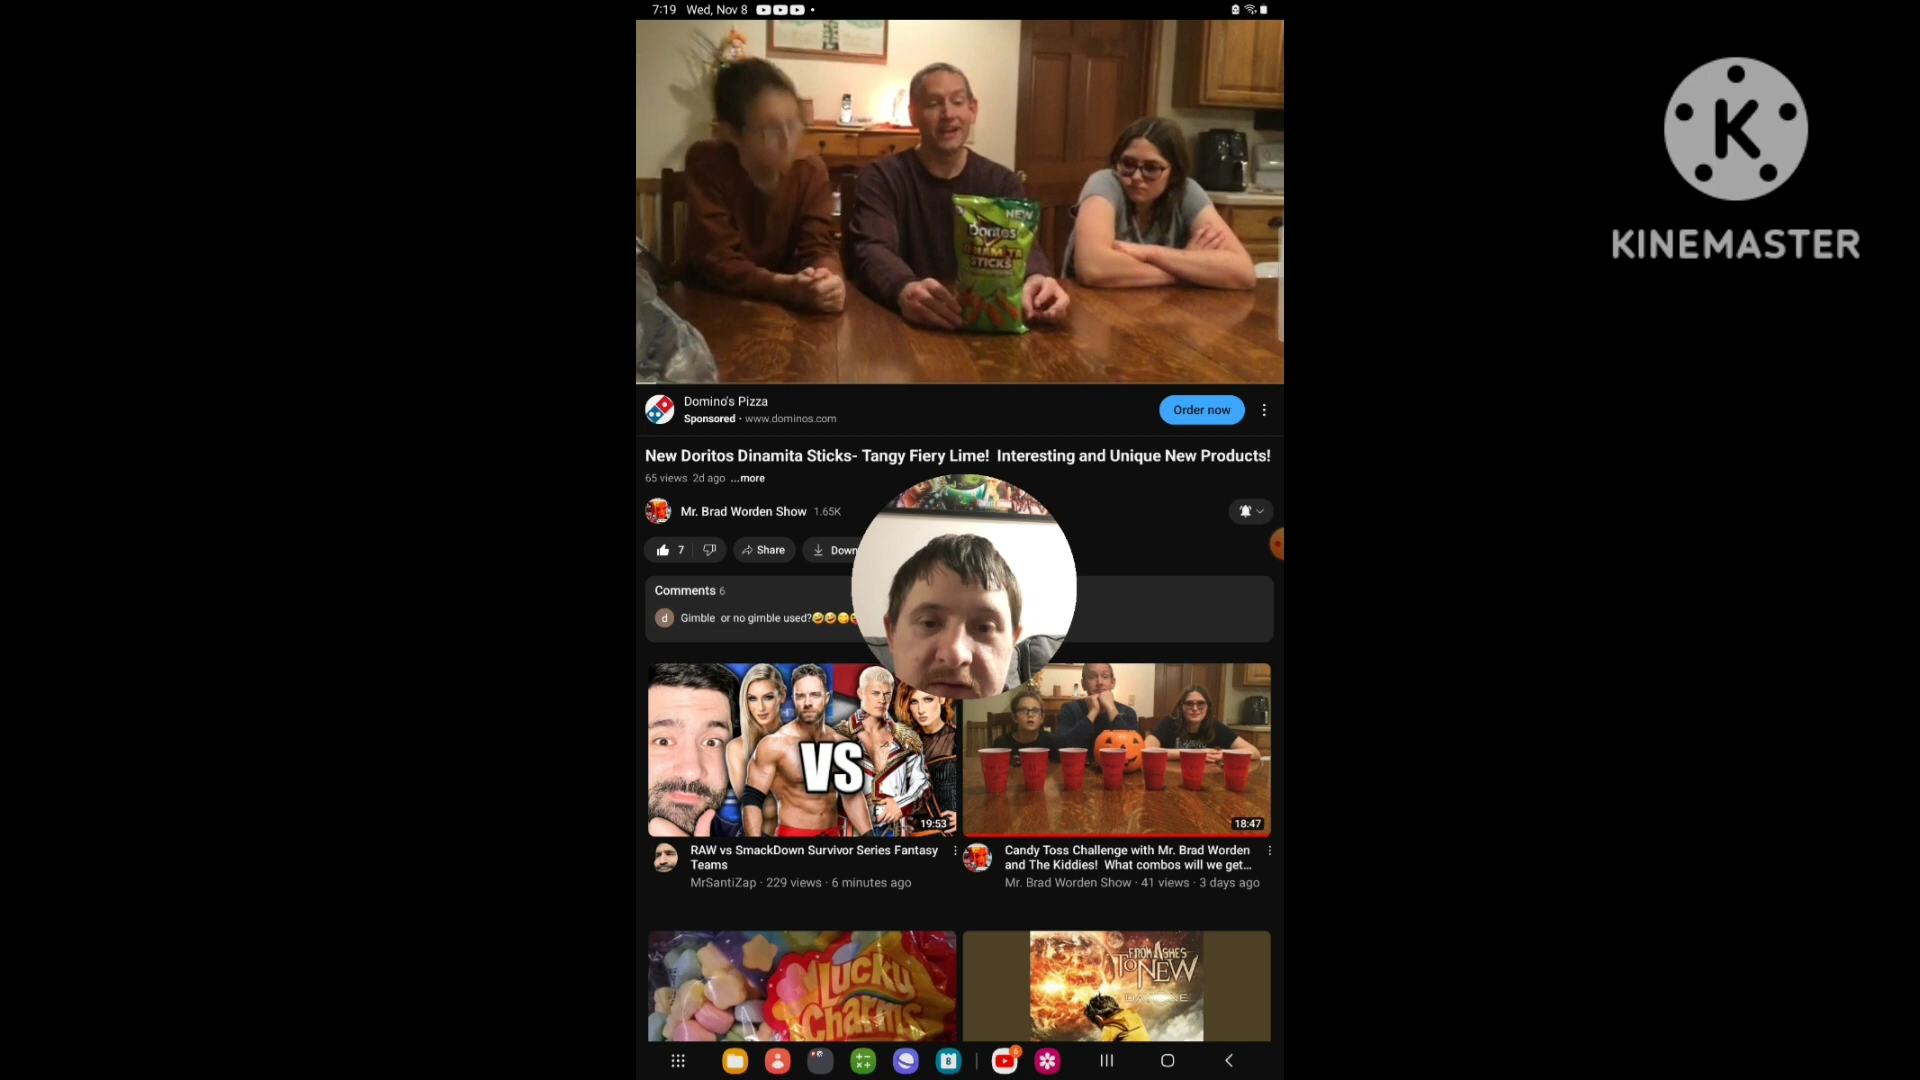 7:19 Wed, Nov 8
NEW
Doritos
DINAMITA
STICKS
K
KINEMASTER
Domino's Pizza
Sponsored · www.dominos.com
Order now
New Doritos Dinamita Sticks- Tangy Fiery Lime! Interesting and Unique New Products!
65 views 2d ago ...more
Mr. Brad Worden Show 1.65K
7
Share
Down
Comments 6
d
Gimble or no gimble used?🤣🤣😋
VS
19:53
18:47
RAW vs SmackDown Survivor Series Fantasy
Teams
MrSantiZap · 229 views · 6 minutes ago
Candy Toss Challenge with Mr. Brad Worden
and The Kiddies! What combos will we get...
Mr. Brad Worden Show · 41 views · 3 days ago
Lucky
Charms
FROM ASHES
TO NEW
DAY ONE
8
6